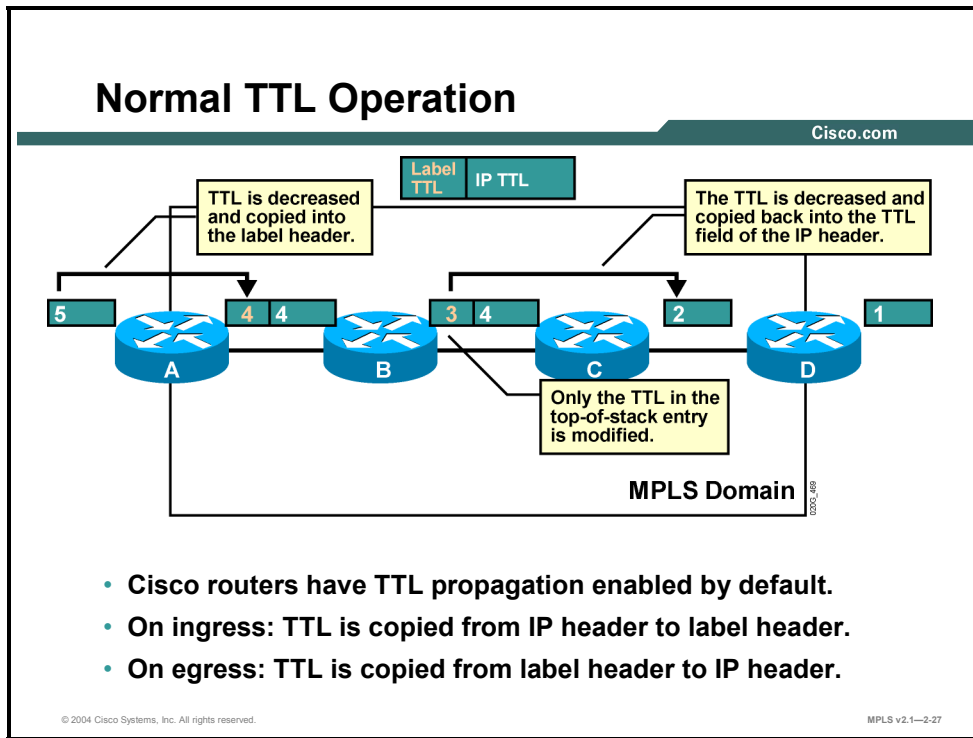 Normal TTL Operation
Cisco.com
Label
TTL
IP TTL
TTL is decreased
and copied into
the label header.
The TTL is decreased and
copied back into the TTL
field of the IP header.
5
4 4
3 4
2
1
A
B
C
D
Only the TTL in the
top-of-stack entry
is modified.
MPLS Domain
020G_469
• Cisco routers have TTL propagation enabled by default.
• On ingress: TTL is copied from IP header to label header.
• On egress: TTL is copied from label header to IP header.
© 2004 Cisco Systems, Inc. All rights reserved.
MPLS v2.1—2-27